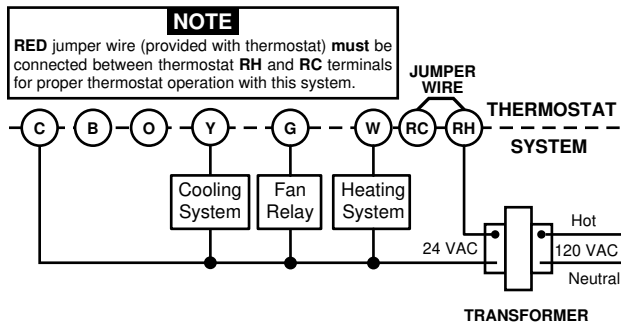 NOTE
RED jumper wire (provided with thermostat) must be
connected between thermostat RH and RC terminals
for proper thermostat operation with this system.
JUMPER
WIRE
C B O Y G W RC RH
THERMOSTAT
SYSTEM
Cooling
System
Fan
Relay
Heating
System
Hot
24 VAC
120 VAC
Neutral
TRANSFORMER